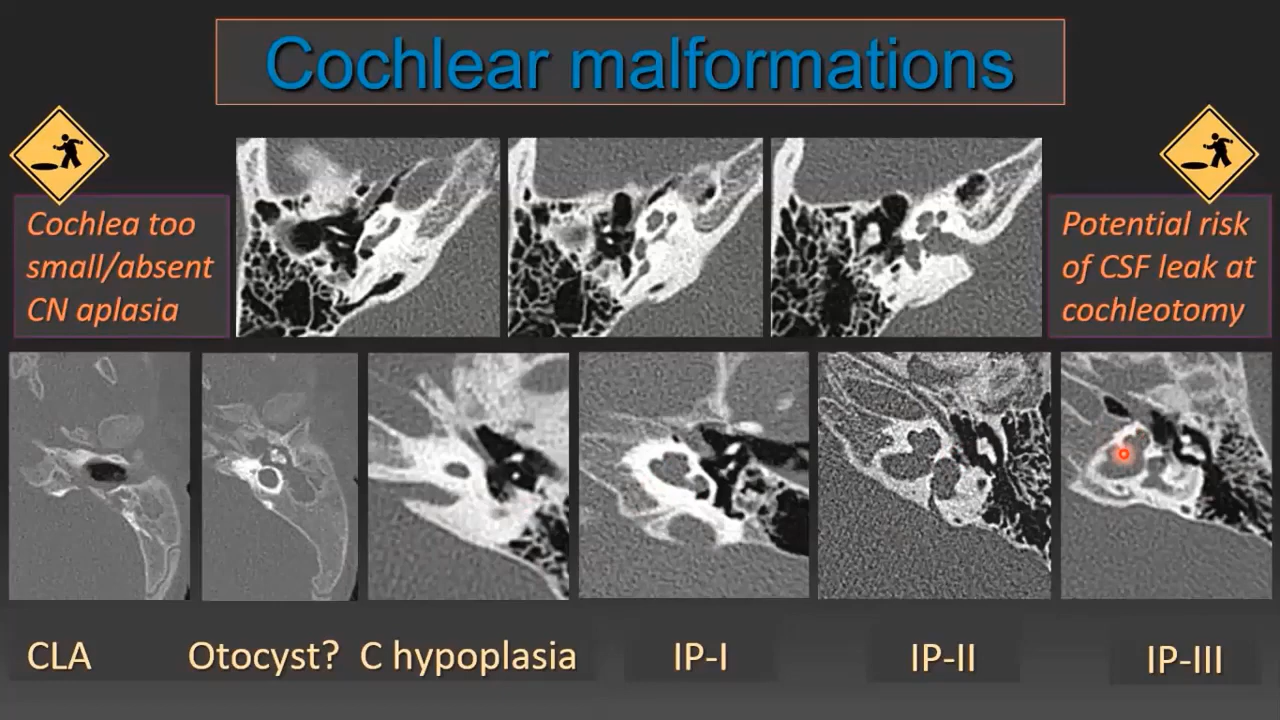 Cochlear malformations
Cochlea too
small/absent
CN aplasia
Potential risk
of CSF leak at
cochleotomy
CLA
Otocyst?
C hypoplasia
IP-I
IP-II
IP-III